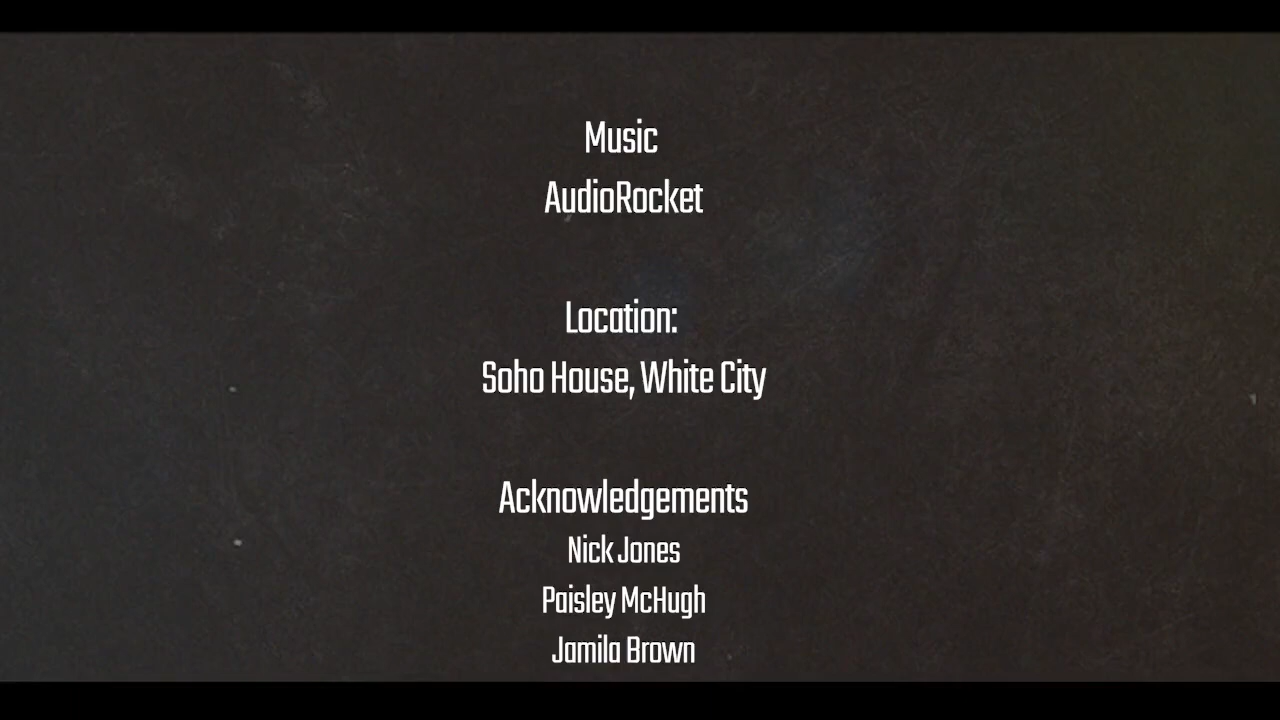 Music
AudioRocket
Location:
Soho House, White City
Acknowledgements
Nick Jones
Paisley McHugh
Jamila Brown